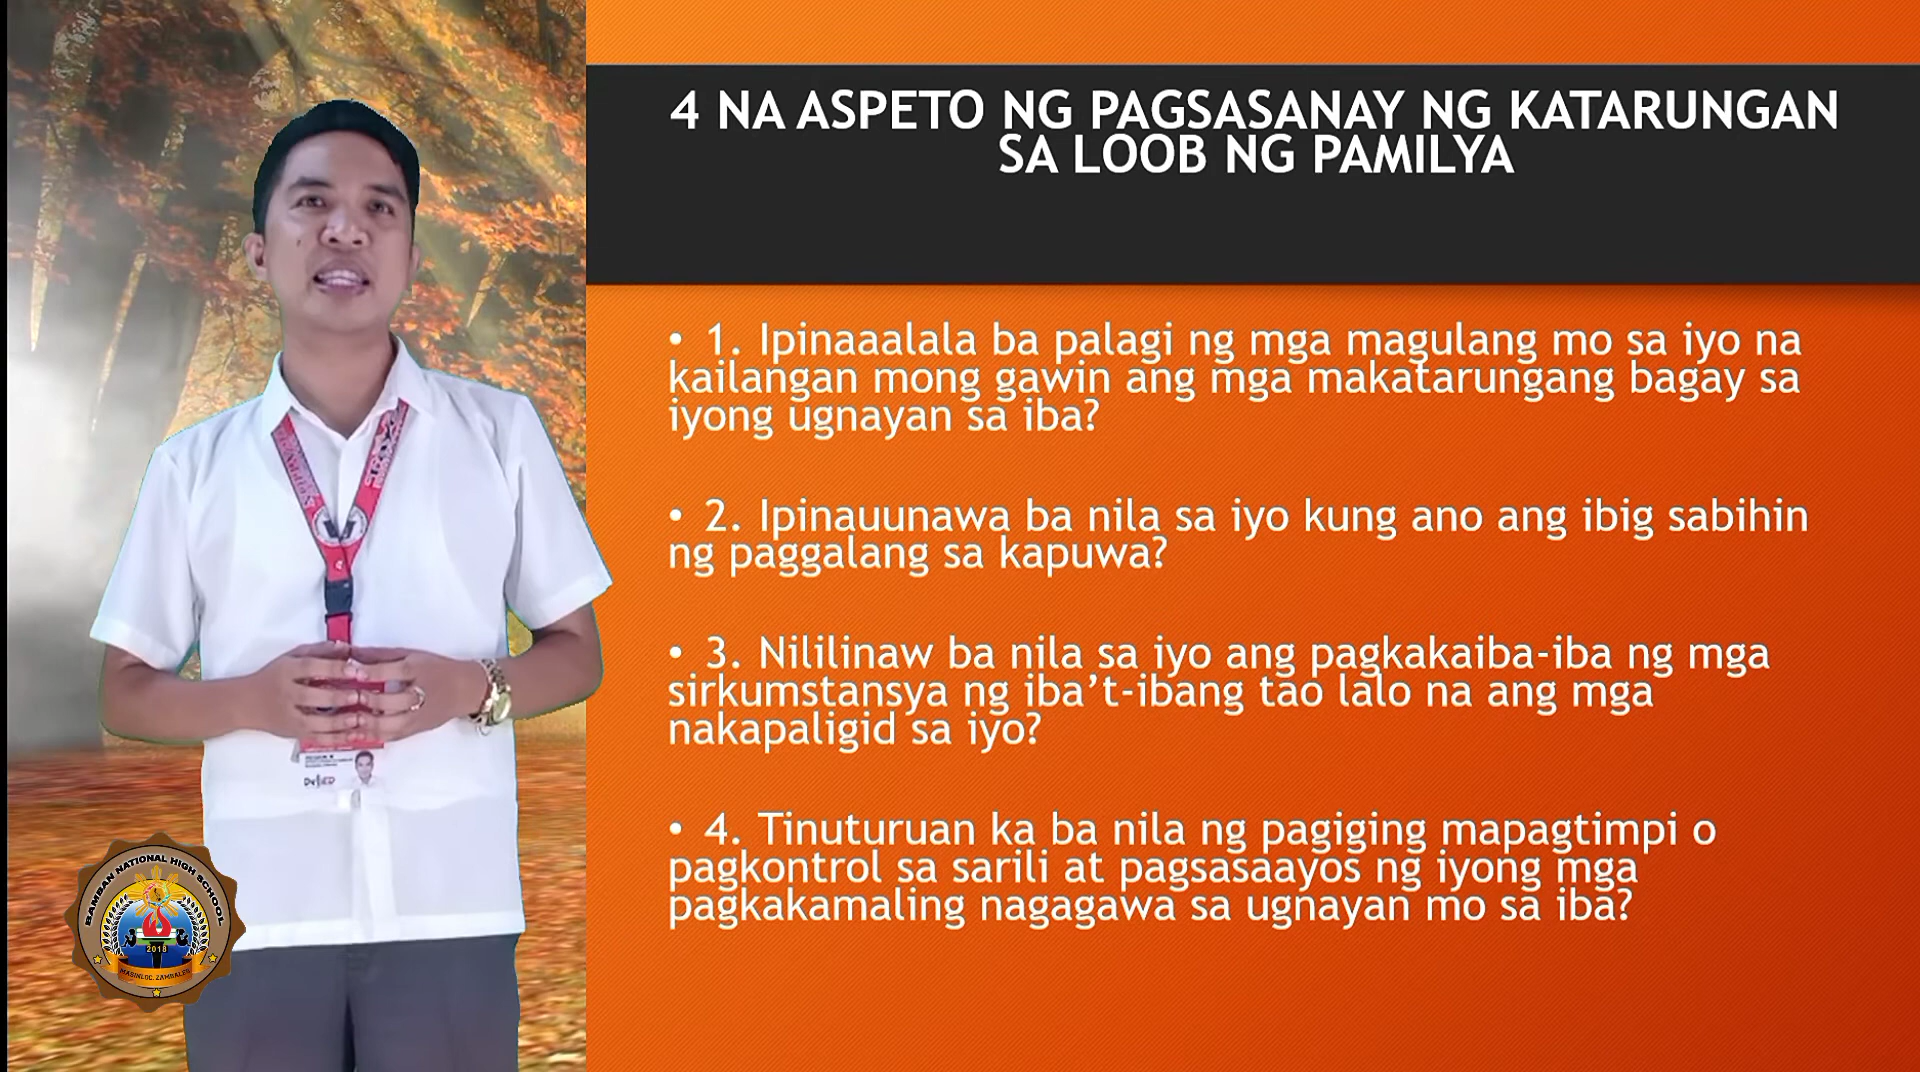 4 NA ASPETO NG PAGSASANAY NG KATARUNGAN
SA LOOB NG PAMILYA
• 1. Ipinaaalala ba palagi ng mga magulang mo sa iyo na
kailangan mong gawin ang mga makatarungang bagay sa
iyong ugnayan sa iba?
• 2. Ipinauunawa ba nila sa iyo kung ano ang ibig sabihin
ng paggalang sa kapuwa?
• 3. Nililinaw ba nila sa iyo ang pagkakaiba-iba ng mga
sirkumstansya ng iba’t-ibang tao lalo na ang mga
nakapaligid sa iyo?
• 4. Tinuturuan ka ba nila ng pagiging mapagtimpi o
pagkontrol sa sarili at pagsasaayos ng iyong mga
pagkakamaling nagagawa sa ugnayan mo sa iba?
DepED
BAMBAN NATIONAL HIGH SCHOOL
2018
MASINLOC, ZAMBALES